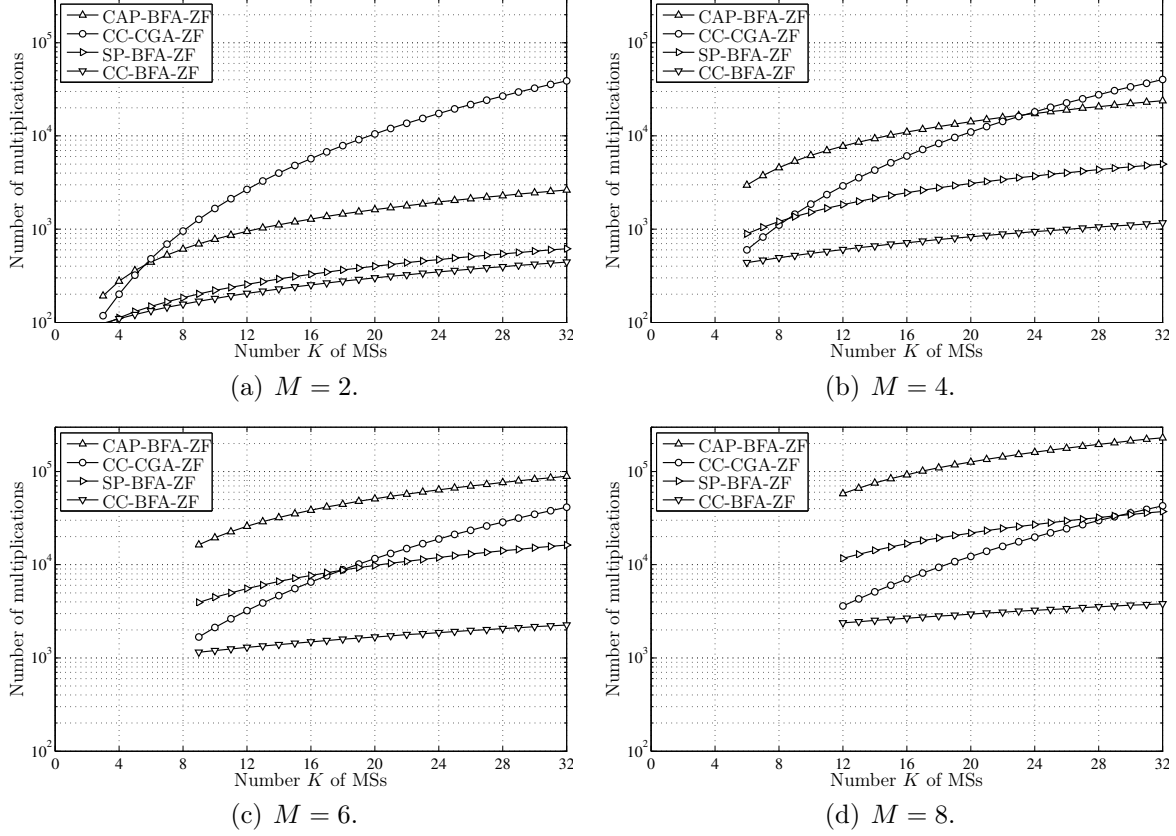 Number of multiplications
10^5
10^4
10^3
10^2
CAP-BFA-ZF
CC-CGA-ZF
SP-BFA-ZF
CC-BFA-ZF
0 4 8 12 16 20 24 28 32
Number K of MSs
(a) M = 2.
Number of multiplications
10^5
10^4
10^3
10^2
CAP-BFA-ZF
CC-CGA-ZF
SP-BFA-ZF
CC-BFA-ZF
0 4 8 12 16 20 24 28 32
Number K of MSs
(b) M = 4.
Number of multiplications
10^5
10^4
10^3
10^2
CAP-BFA-ZF
CC-CGA-ZF
SP-BFA-ZF
CC-BFA-ZF
0 4 8 12 16 20 24 28 32
Number K of MSs
(c) M = 6.
Number of multiplications
10^5
10^4
10^3
10^2
CAP-BFA-ZF
CC-CGA-ZF
SP-BFA-ZF
CC-BFA-ZF
0 4 8 12 16 20 24 28 32
Number K of MSs
(d) M = 8.